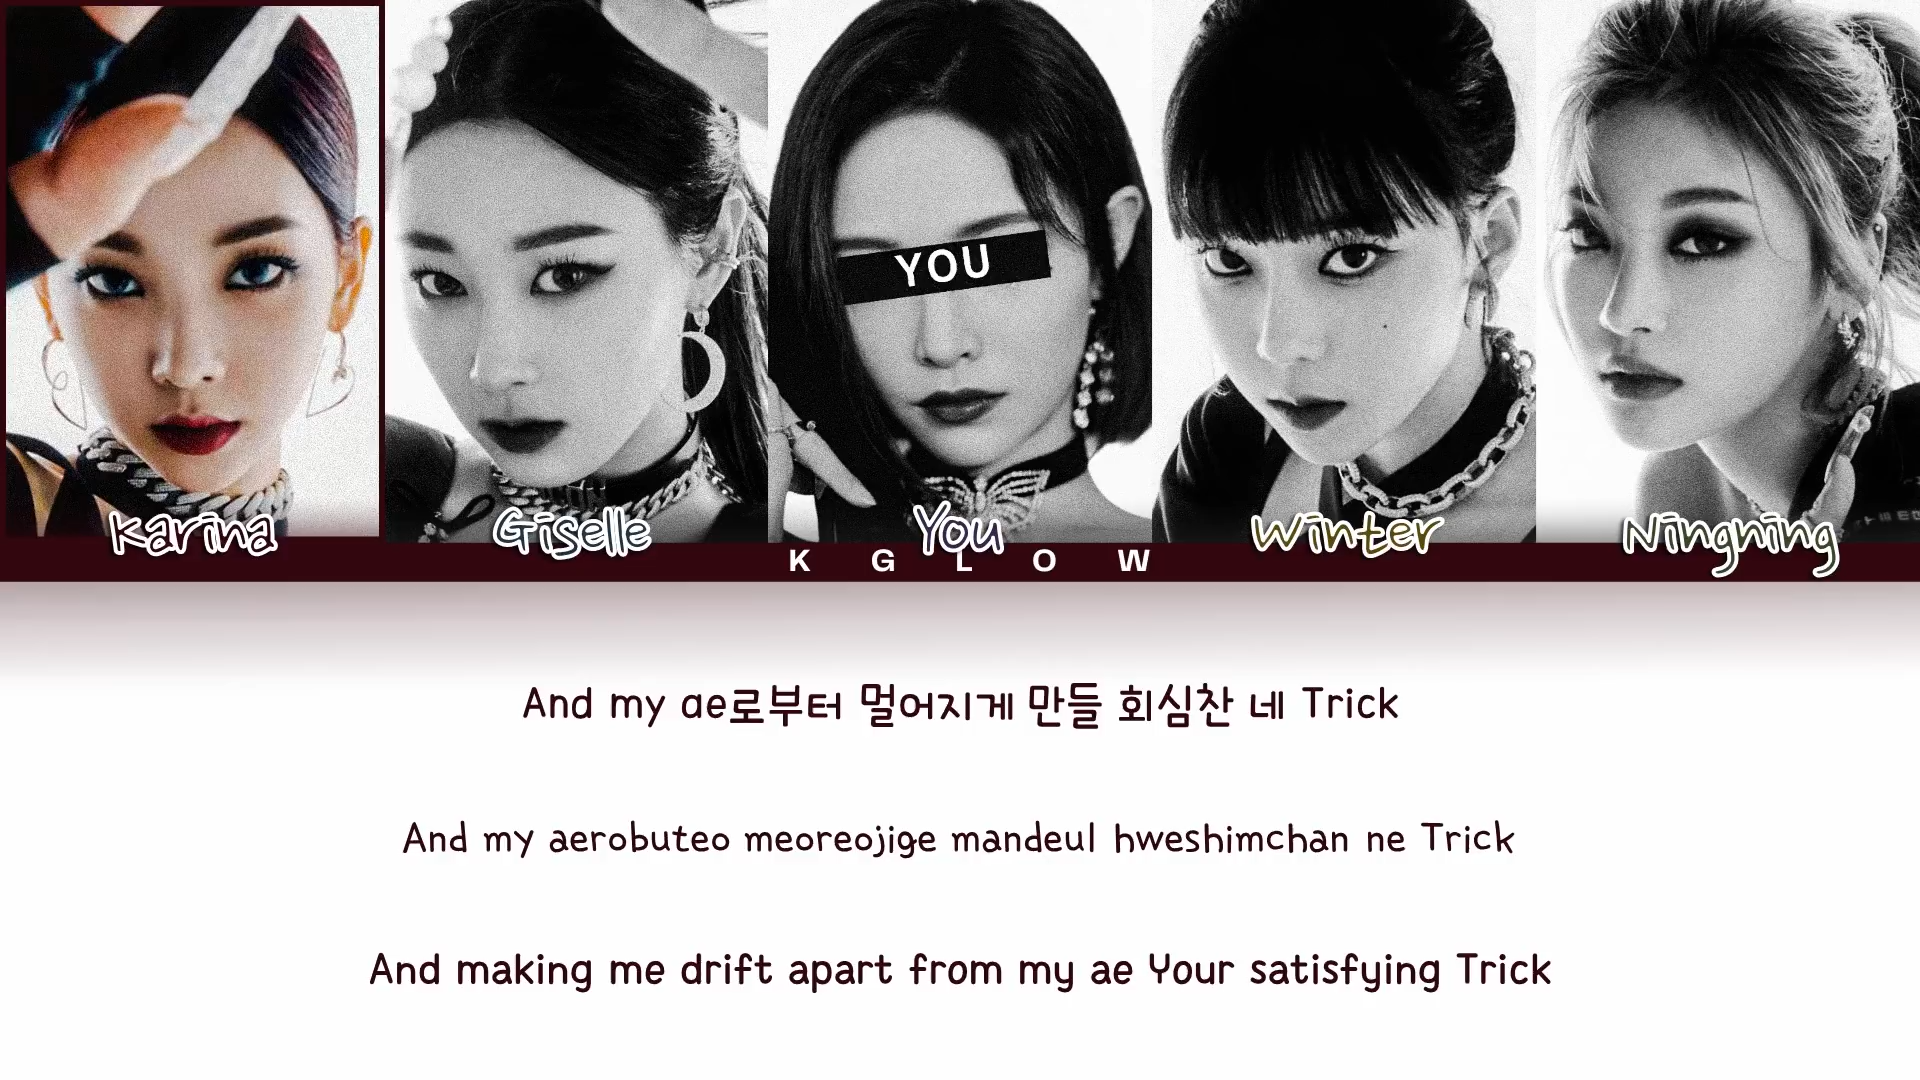 YOU
Karina
Giselle
You
Winter
Ningning
K G L O W
And my ae로부터 멀어지게 만들 회심찬 네 Trick
And my aerobuteo meoreojige mandeul hweshimchan ne Trick
And making me drift apart from my ae Your satisfying Trick